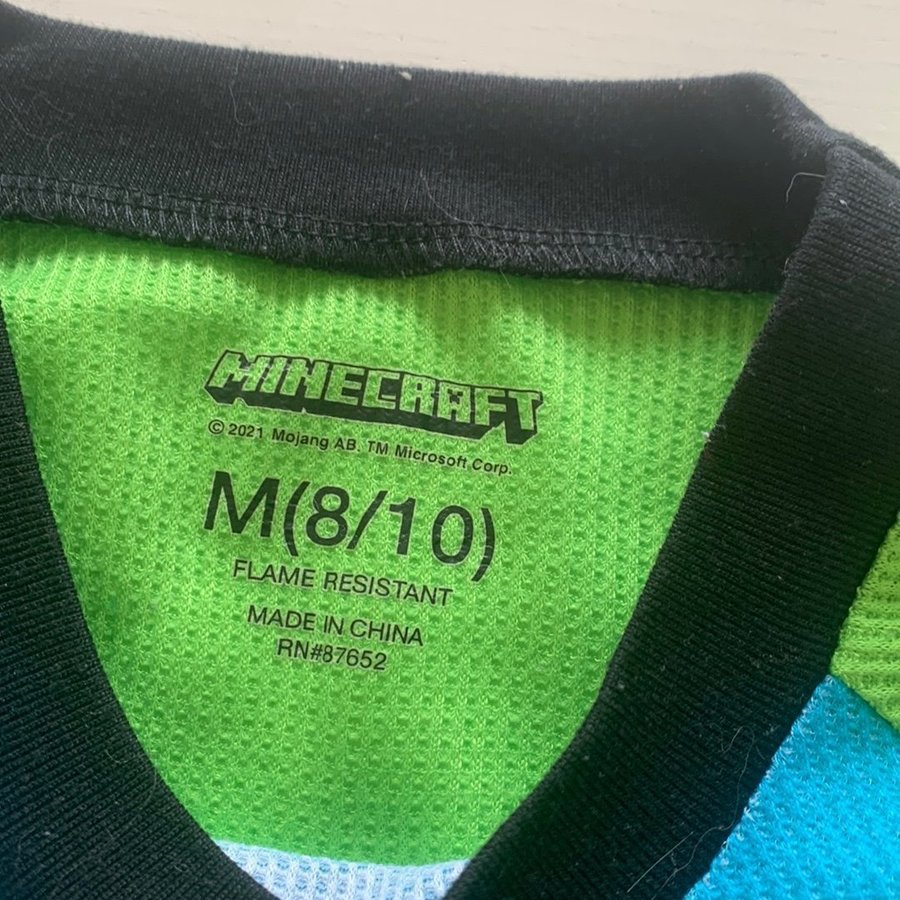 MINECRAFT
© 2021 Mojang AB. TM Microsoft Corp.
M(8/10)
FLAME RESISTANT
MADE IN CHINA
RN#87652